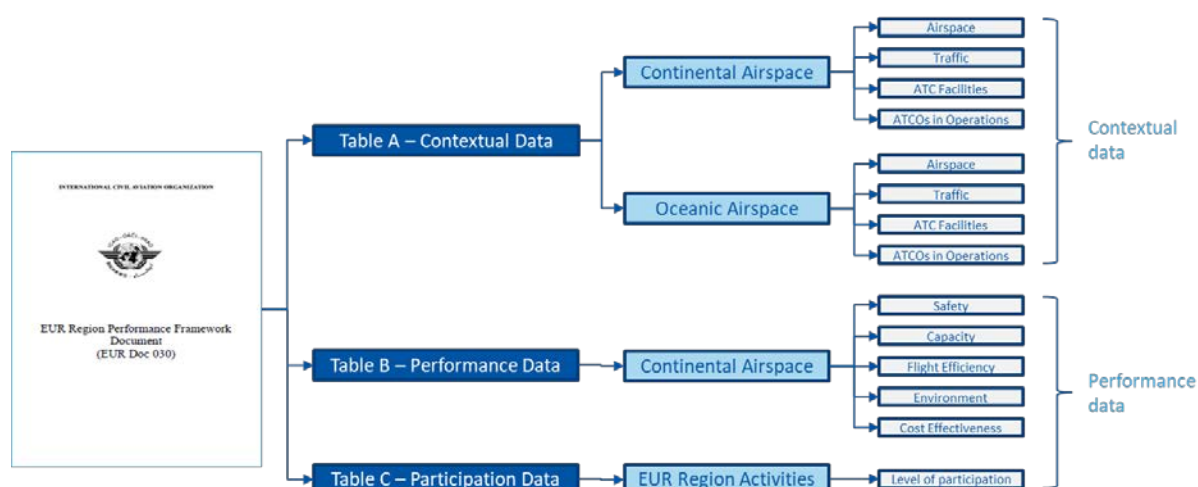 INTERNATIONAL CIVIL AVIATION ORGANIZATION
EUR Region Performance Framework
Document
(EUR Doc 030)
Table A – Contextual Data
Continental Airspace
Airspace
Traffic
ATC Facilities
ATCOs in Operations
Oceanic Airspace
Airspace
Traffic
ATC Facilities
ATCOs in Operations
Contextual
data
Table B – Performance Data
Continental Airspace
Safety
Capacity
Flight Efficiency
Environment
Cost Effectiveness
Table C – Participation Data
EUR Region Activities
Level of participation
Performance
data